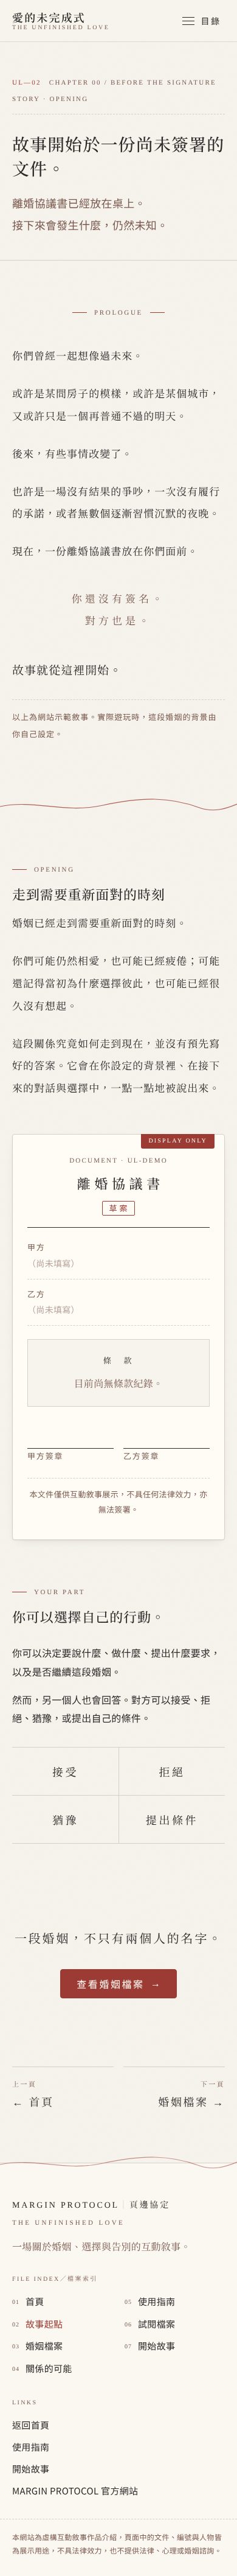 愛的未完成式
THE UNFINISHED LOVE
目錄
UL—02 CHAPTER 00 / BEFORE THE SIGNATURE
STORY · OPENING
故事開始於一份尚未簽署的
文件。
離婚協議書已經放在桌上。
接下來會發生什麼，仍然未知。
PROLOGUE
你們曾經一起想像過未來。
或許是某間房子的模樣，或許是某個城市，
又或許只是一個再普通不過的明天。
後來，有些事情改變了。
也許是一場沒有結果的爭吵，一次沒有履行
的承諾，或者無數個逐漸習慣沉默的夜晚。
現在，一份離婚協議書放在你們面前。
你還沒有簽名。
對方也是。
故事就從這裡開始。
以上為網站示範敘事。實際遊玩時，這段婚姻的背景由
你自己設定。
OPENING
走到需要重新面對的時刻
婚姻已經走到需要重新面對的時刻。
你們可能仍然相愛，也可能已經疲倦；可能
還記得當初為什麼選擇彼此，也可能已經很
久沒有想起。
這段關係究竟如何走到現在，並沒有預先寫
好的答案。它會在你設定的背景裡、在接下
來的對話與選擇中，一點一點地被說出來。
DISPLAY ONLY
DOCUMENT · UL-DEMO
離婚協議書
草案
甲方
（尚未填寫）
乙方
（尚未填寫）
條 款
目前尚無條款紀錄。
甲方簽章 乙方簽章
本文件僅供互動敘事展示，不具任何法律效力，亦
無法簽署。
YOUR PART
你可以選擇自己的行動。
你可以決定要說什麼、做什麼、提出什麼要求，
以及是否繼續這段婚姻。
然而，另一個人也會回答。對方可以接受、拒
絕、猶豫，或提出自己的條件。
接受 拒絕
猶豫 提出條件
一段婚姻，不只有兩個人的名字。
查看婚姻檔案 →
上一頁 下一頁
← 首頁 婚姻檔案 →
MARGIN PROTOCOL 頁邊協定
THE UNFINISHED LOVE
一場關於婚姻、選擇與告別的互動敘事。
FILE INDEX／檔案索引
01 首頁 05 使用指南
02 故事起點 06 試閱檔案
03 婚姻檔案 07 開始故事
04 關係的可能
LINKS
返回首頁
使用指南
開始故事
MARGIN PROTOCOL 官方網站
本網站為虛構互動敘事作品介紹，頁面中的文件、編號與人物皆
為展示用途，不具法律效力，也不提供法律、心理或婚姻諮詢。